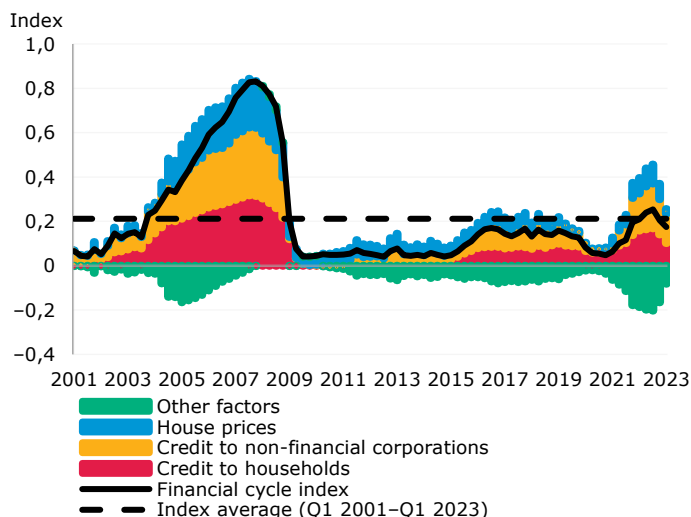 Index
1,0
0,8
0,6
0,4
0,2
0
–0,2
–0,4
2001 2003 2005 2007 2009 2011 2013 2015 2017 2019 2021 2023
Other factors
House prices
Credit to non-financial corporations
Credit to households
Financial cycle index
Index average (Q1 2001–Q1 2023)